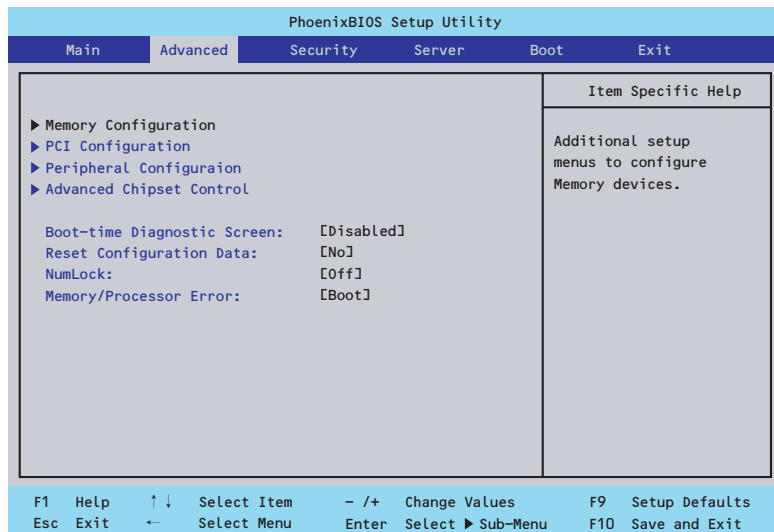 PhoenixBIOS Setup Utility
Main Advanced Security Server Boot Exit
Item Specific Help
▶ Memory Configuration
▶ PCI Configuration
▶ Peripheral Configuraion
▶ Advanced Chipset Control
Additional setup
menus to configure
Memory devices.
Boot-time Diagnostic Screen: [Disabled]
Reset Configuration Data: [No]
NumLock: [Off]
Memory/Processor Error: [Boot]
F1 Help ↑↓ Select Item - /+ Change Values F9 Setup Defaults
Esc Exit ← Select Menu Enter Select ▶ Sub-Menu F10 Save and Exit